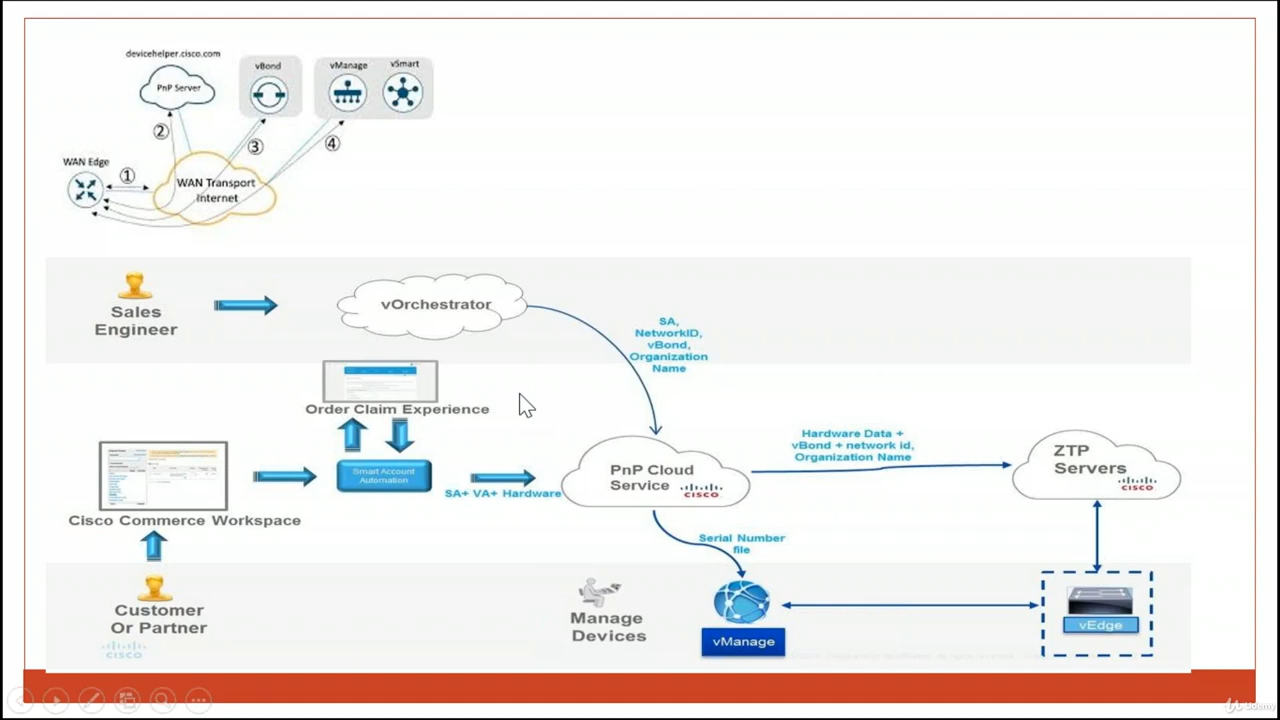 devicehelper.cisco.com
PnP Server
vBond
vManage
vSmart
2
3
4
WAN Edge
1
WAN Transport
Internet
Sales
Engineer
vOrchestrator
SA,
NetworkID,
vBond,
Organization
Name
Order Claim Experience
Smart Account
Automation
SA+ VA+ Hardware
PnP Cloud
Service
CISCO
Hardware Data +
vBond + network id,
Organization Name
ZTP
Servers
CISCO
Cisco Commerce Workspace
Serial Number
file
Customer
Or Partner
CISCO
Manage
Devices
vManage
vEdge
Udemy